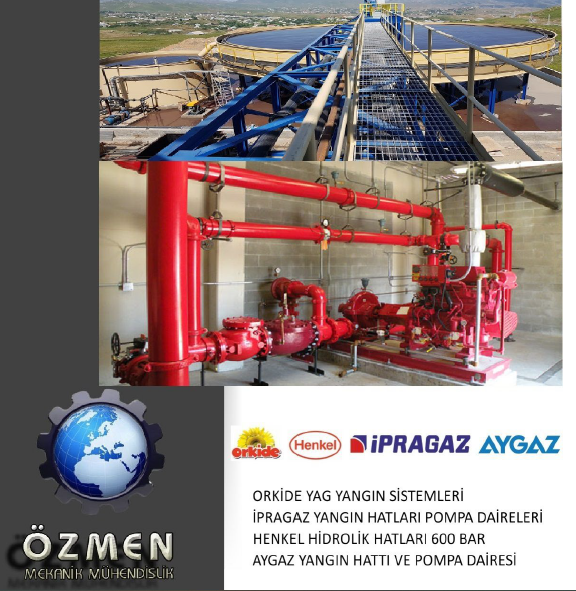 orkide Henkel iPRAGAZ AYGAZ
ORKİDE YAG YANGIN SİSTEMLERİ
İPRAGAZ YANGIN HATLARI POMPA DAİRELERİ
HENKEL HİDROLİK HATLARI 600 BAR
AYGAZ YANGIN HATTI VE POMPA DAİRESİ
ÖZMEN
MEKANİK MÜHENDİSLİK